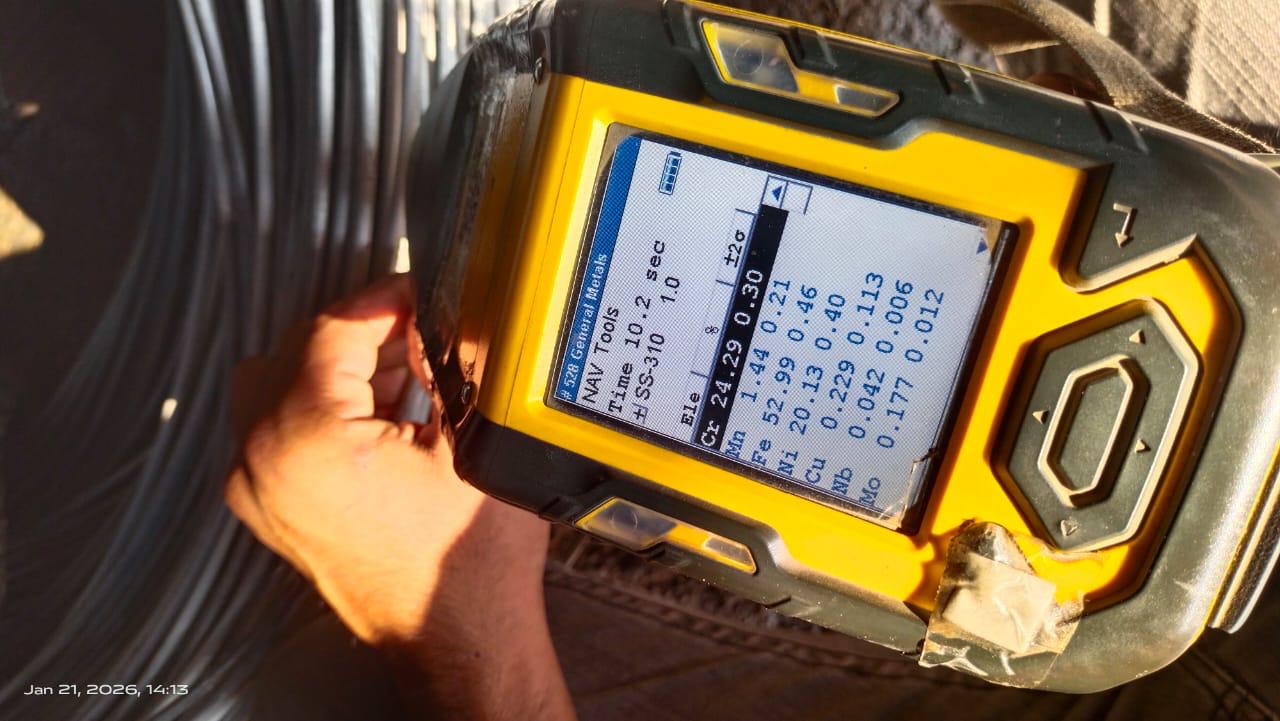 # 528 General Metals
NAV Tools
Time 10.2 sec
±SS-310 1.0
Ele % ±2σ
Cr 24.29 0.30
Mn 1.44 0.21
Fe 52.99 0.46
Ni 20.13 0.40
Cu 0.229 0.113
Nb 0.042 0.006
Mo 0.177 0.012
Jan 21, 2026, 14:13